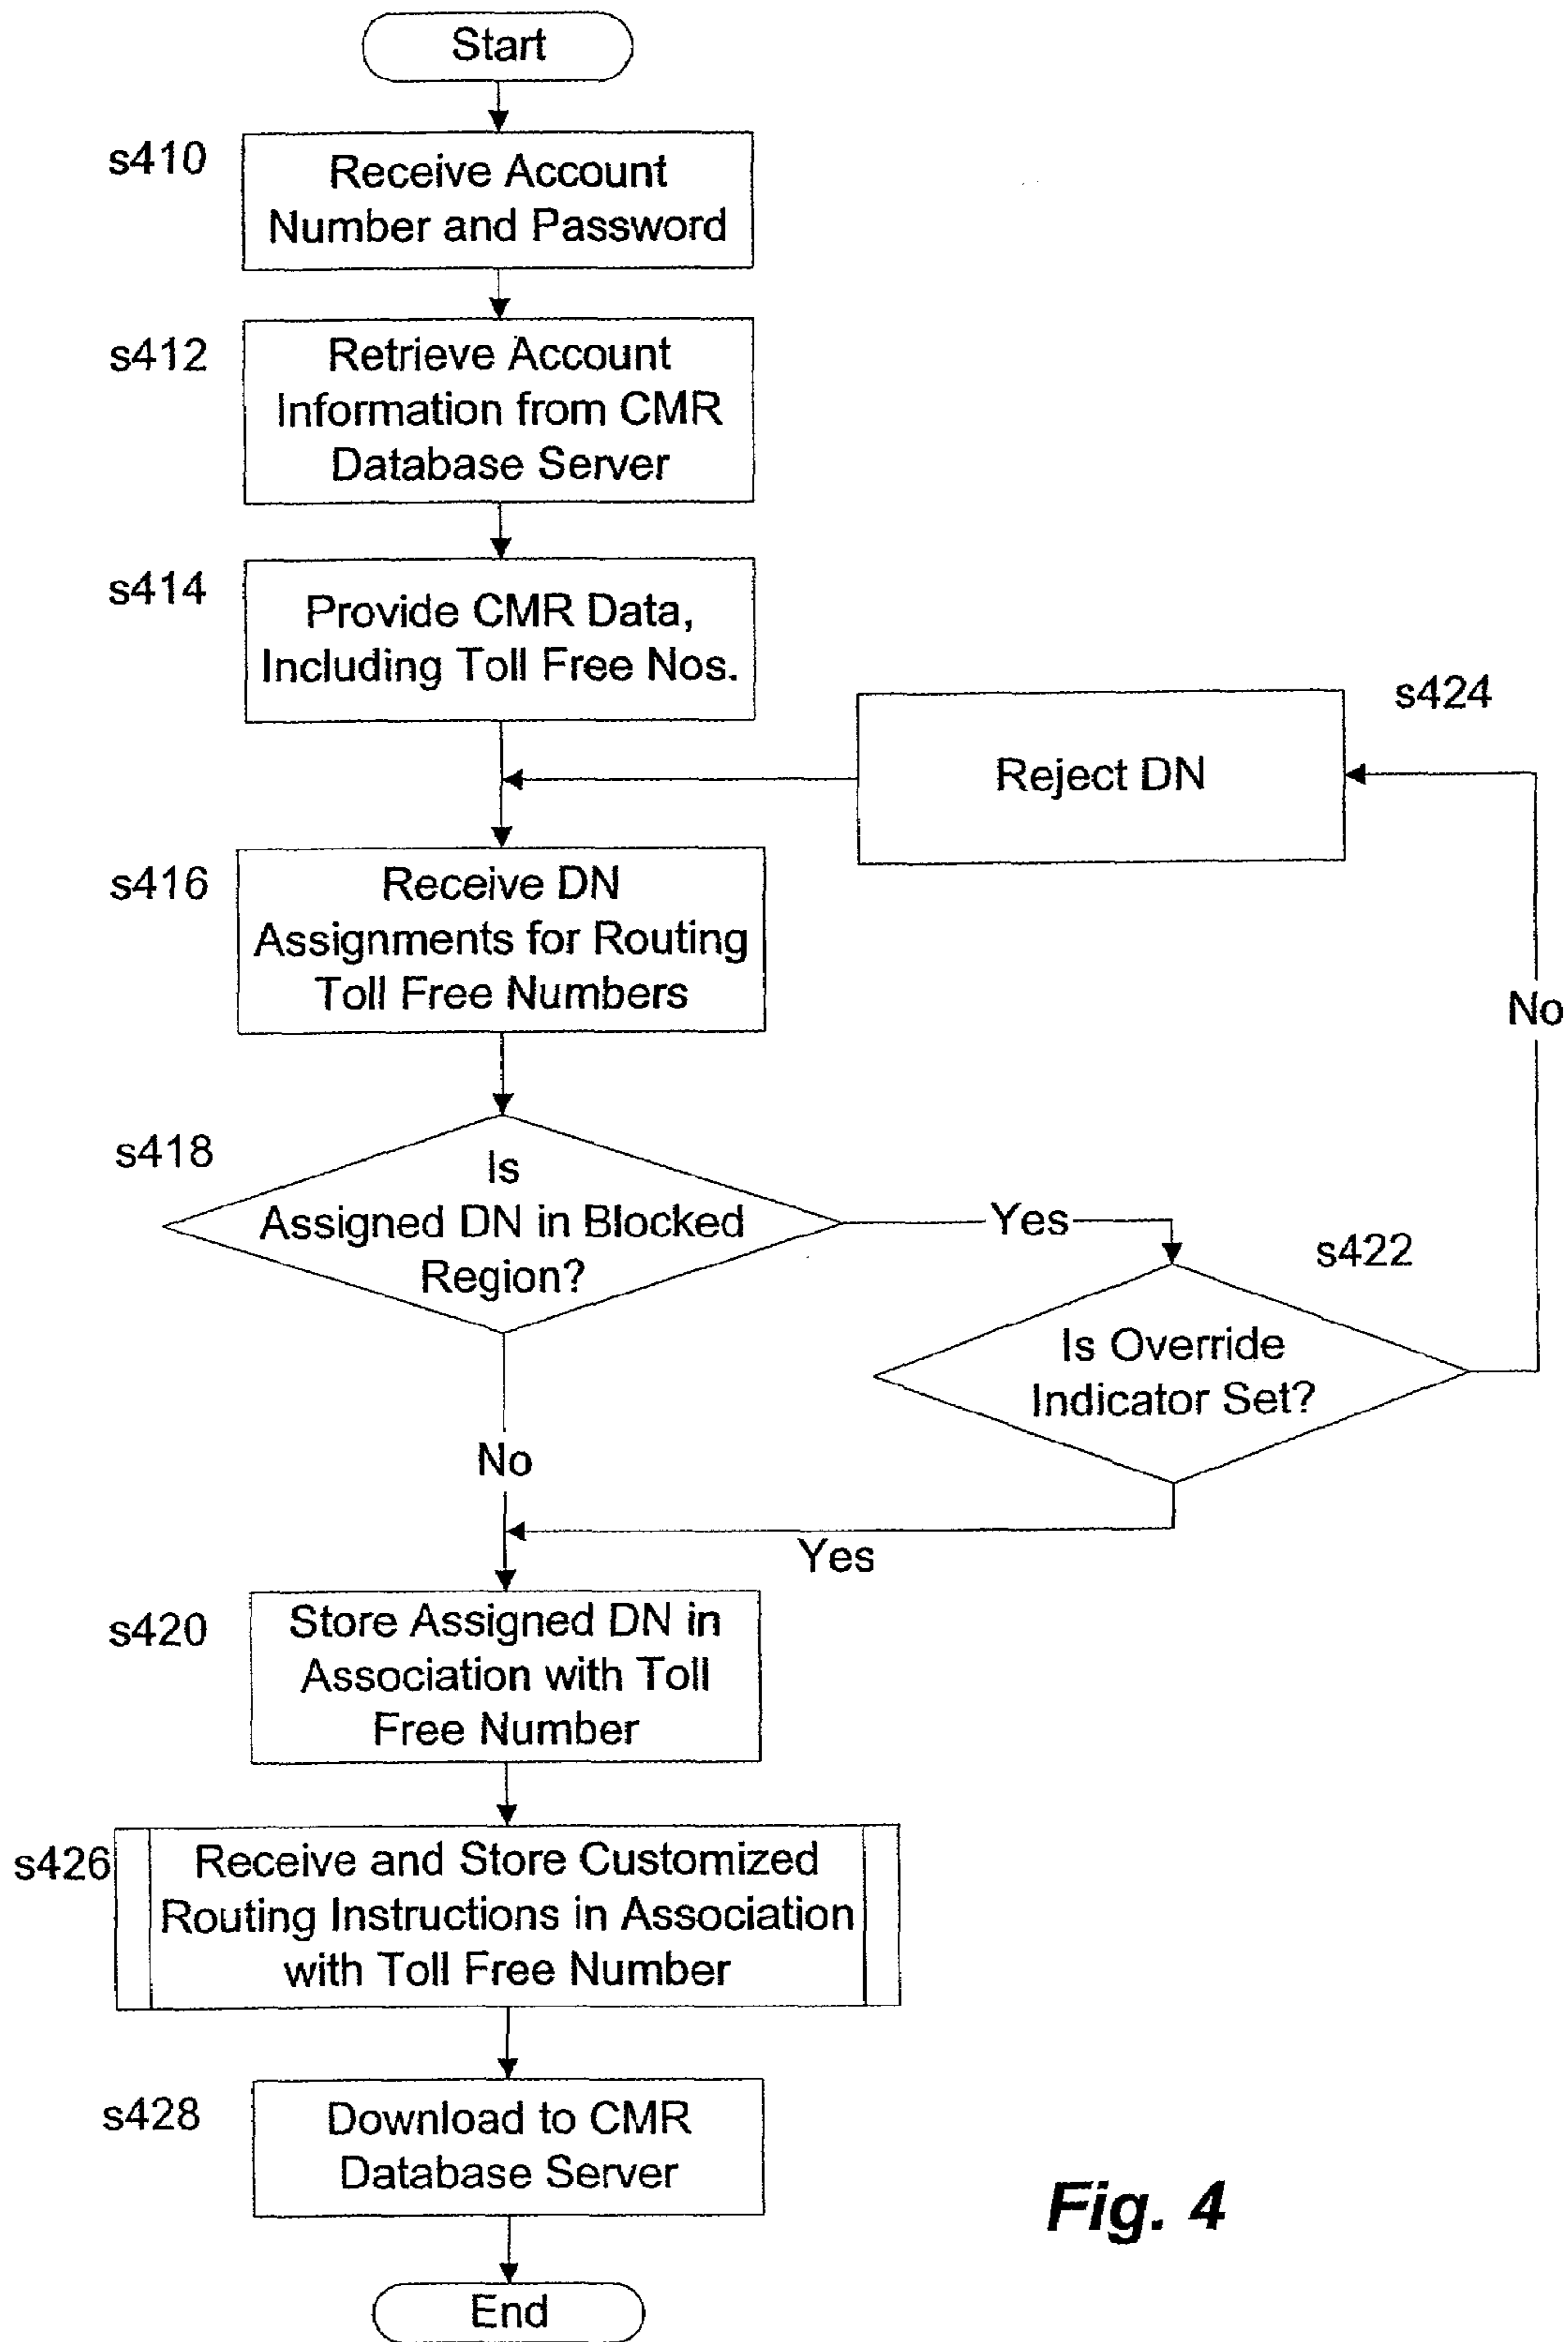 Start
s410
Receive Account
Number and Password
s412
Retrieve Account
Information from CMR
Database Server
s414
Provide CMR Data,
Including Toll Free Nos.
s424
Reject DN
s416
Receive DN
Assignments for Routing
Toll Free Numbers
No
s418
Is
Assigned DN in Blocked
Region?
Yes
s422
Is Override
Indicator Set?
No
Yes
s420
Store Assigned DN in
Association with Toll
Free Number
s426
Receive and Store Customized
Routing Instructions in Association
with Toll Free Number
s428
Download to CMR
Database Server
Fig. 4
End